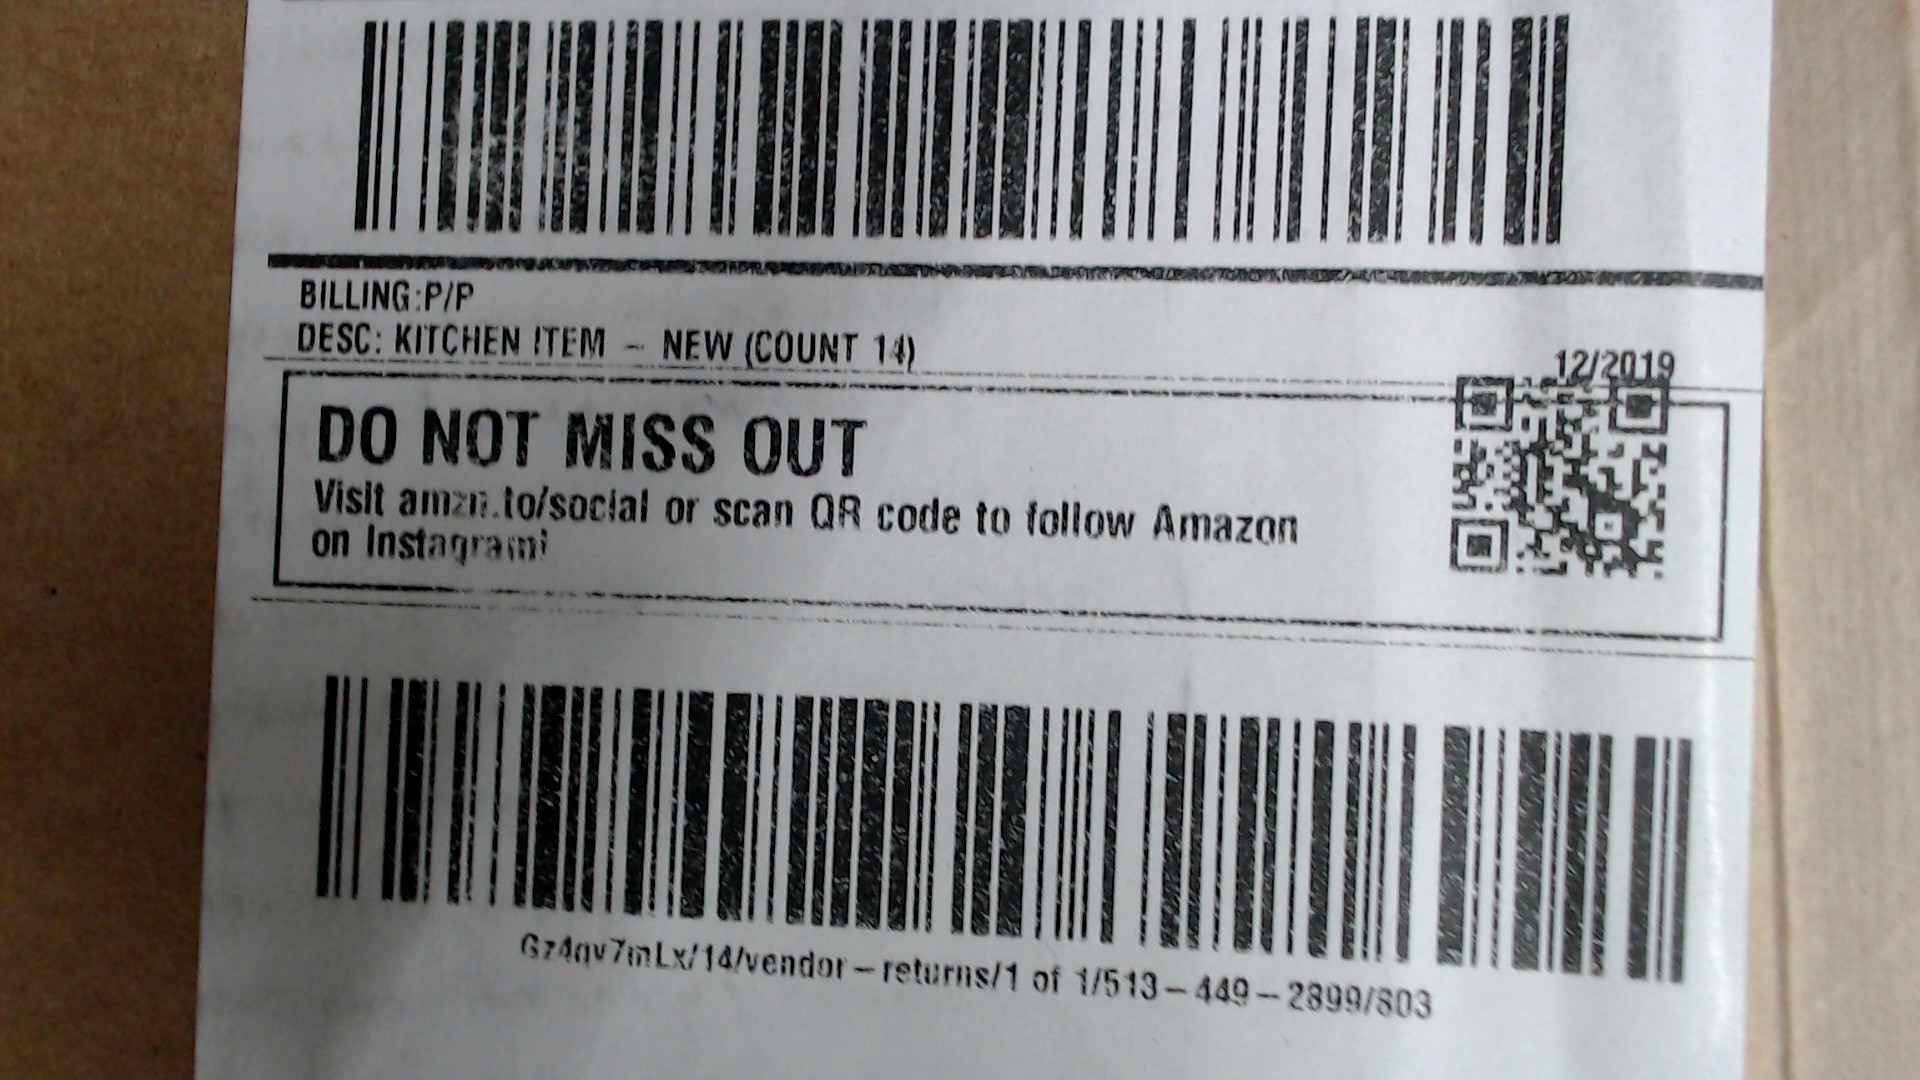 BILLING:P/P
DESC: KITCHEN ITEM - NEW (COUNT 14)
12/2019
DO NOT MISS OUT
Visit amzn.to/social or scan QR code to follow Amazon
on Instagram!
Gz4qv7mLx/14/vendor-returns/1 of 1/513-449-2899/803